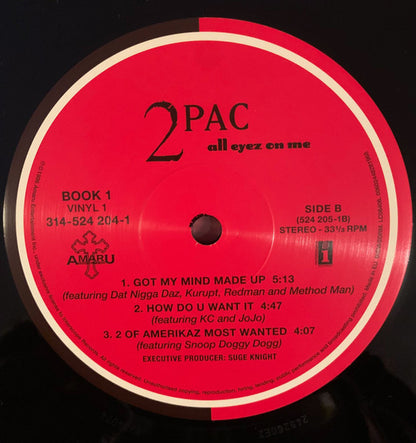 2PAC
all eyez on me
BOOK 1
VINYL 1
314-524 204-1
SIDE B
(524 205-1B)
STEREO - 33⅓ RPM
AMARU
i
1. GOT MY MIND MADE UP 5:13
(featuring Dat Nigga Daz, Kurupt, Redman and Method Man)
2. HOW DO U WANT IT 4:47
(featuring KC and JoJo)
3. 2 OF AMERIKAZ MOST WANTED 4:07
(featuring Snoop Doggy Dogg)
EXECUTIVE PRODUCER: SUGE KNIGHT